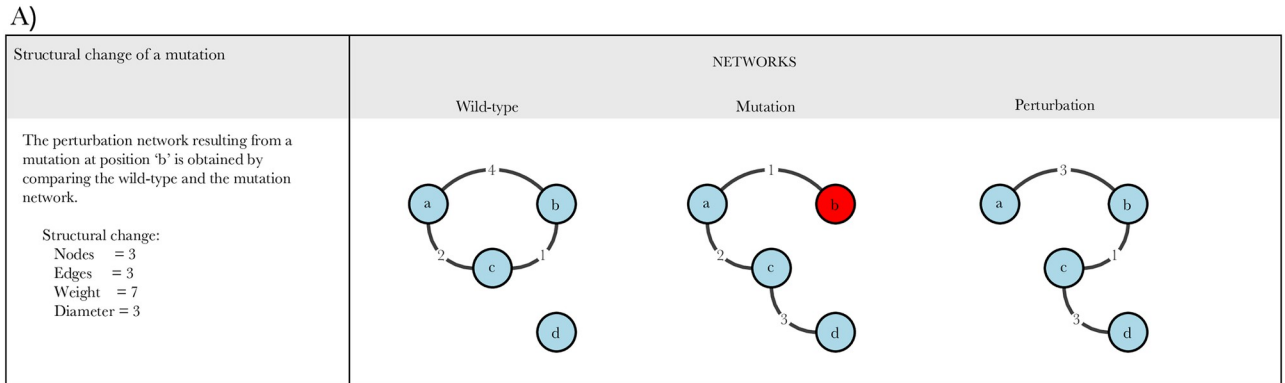 A)
Structural change of a mutation
NETWORKS
Wild-type
Mutation
Perturbation
The perturbation network resulting from a
mutation at position ‘b’ is obtained by
comparing the wild-type and the mutation
network.
Structural change:
Nodes = 3
Edges = 3
Weight = 7
Diameter = 3
4
a
b
2
1
c
d
1
a
b
2
c
3
d
3
a
b
1
c
3
d